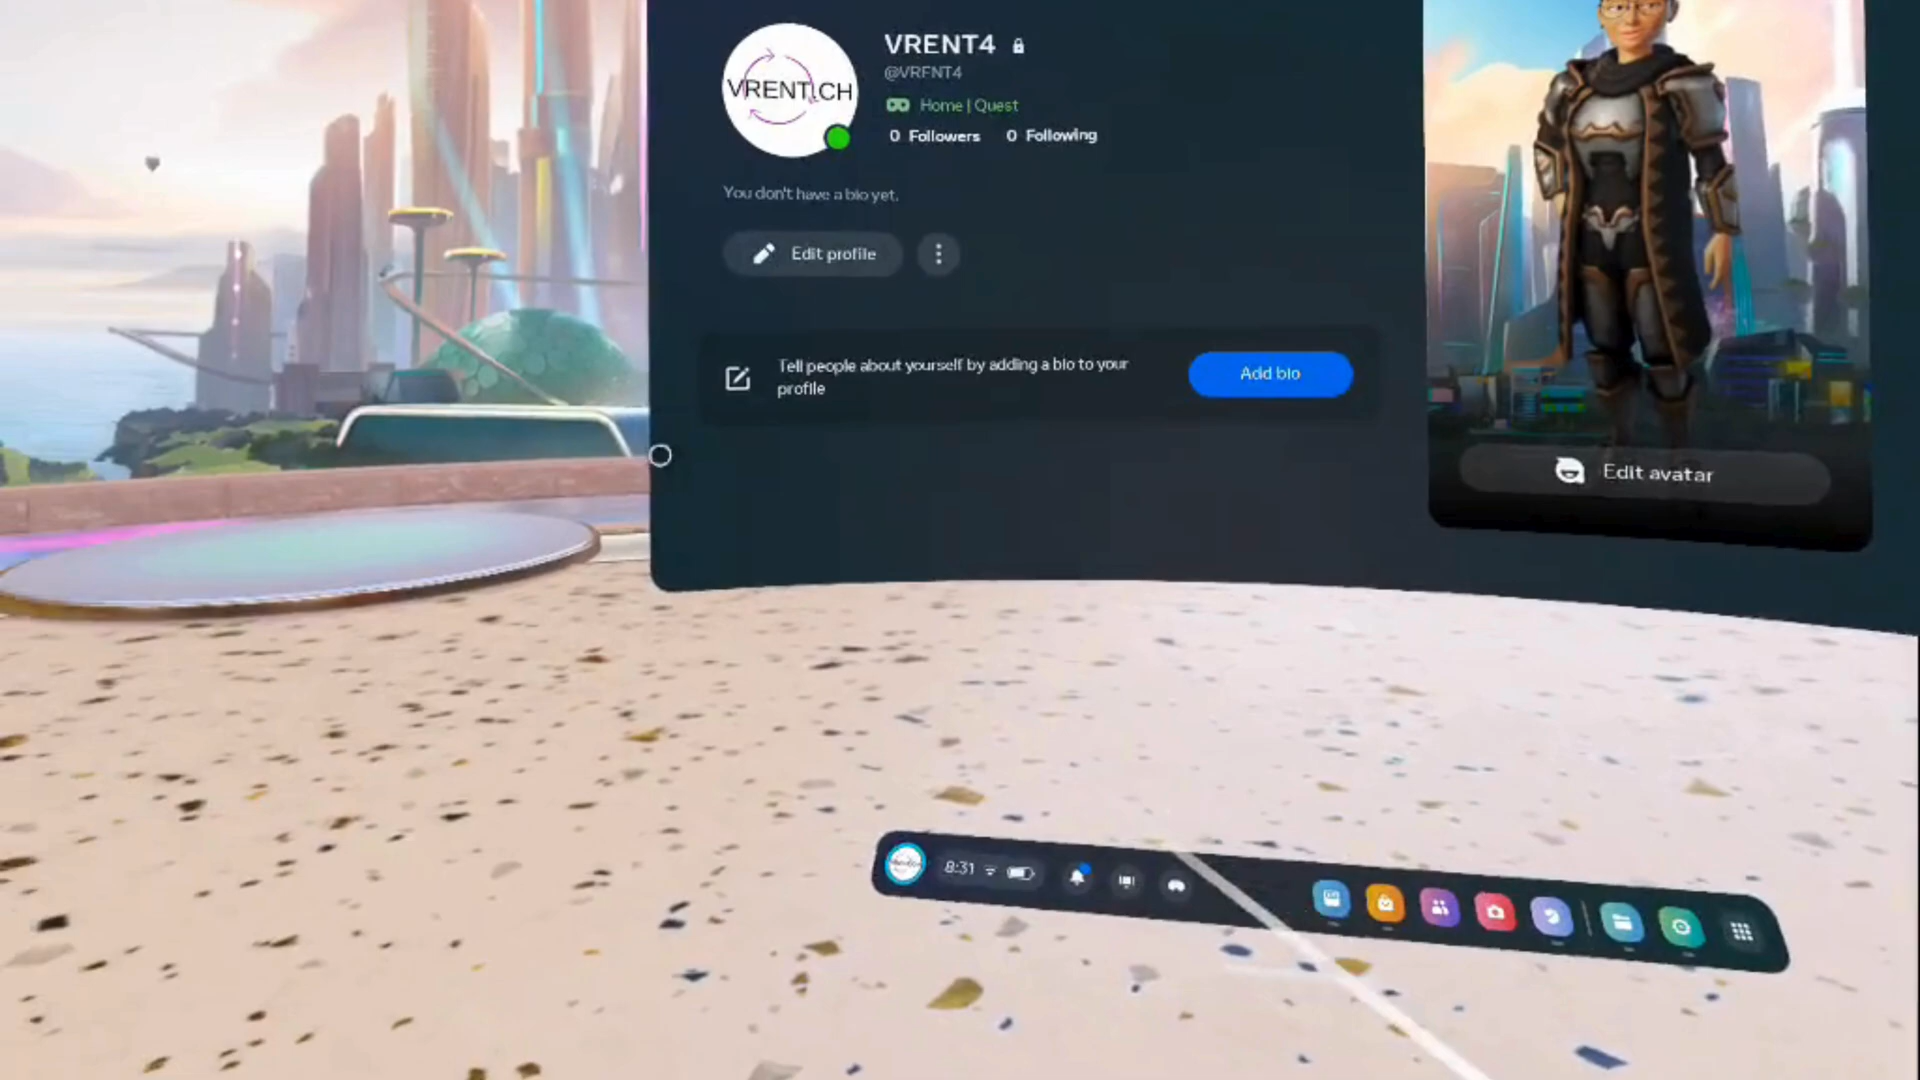 VRENT.CH
VRENT4
@VRENT4
Home | Quest
0 Followers 0 Following
You don't have a bio yet.
Edit profile
Tell people about yourself by adding a bio to your
profile
Add bio
Edit avatar
8:31